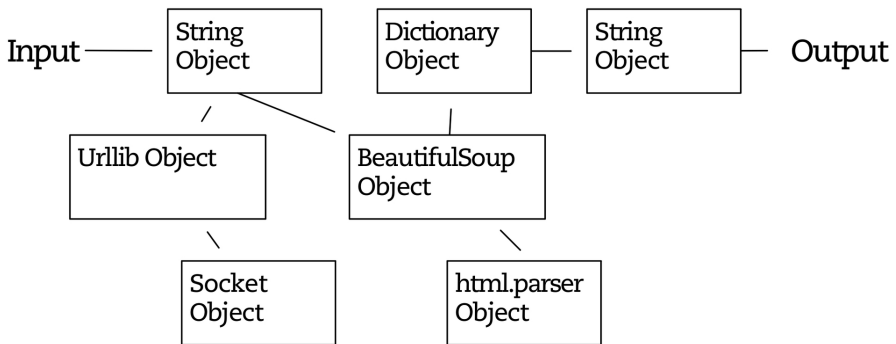 Input
String
Object
Dictionary
Object
String
Object
Output
Urllib Object
BeautifulSoup
Object
Socket
Object
html.parser
Object